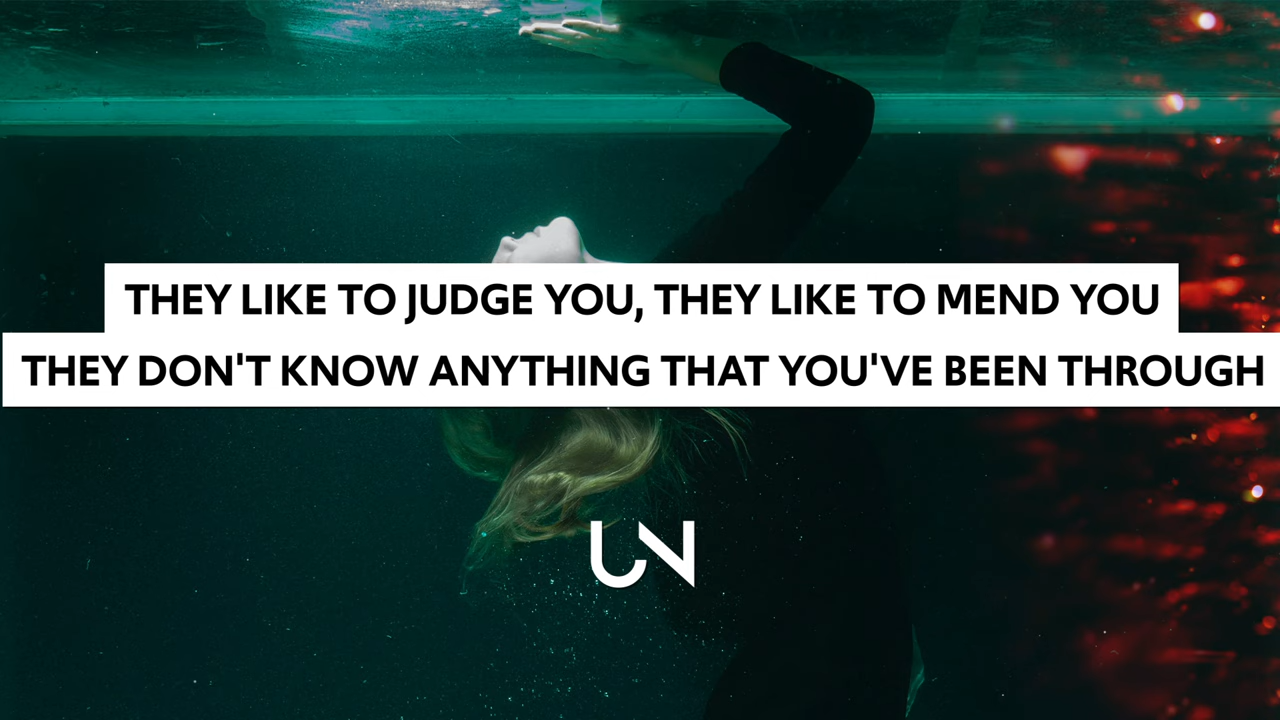 THEY LIKE TO JUDGE YOU, THEY LIKE TO MEND YOU
THEY DON'T KNOW ANYTHING THAT YOU'VE BEEN THROUGH
UN